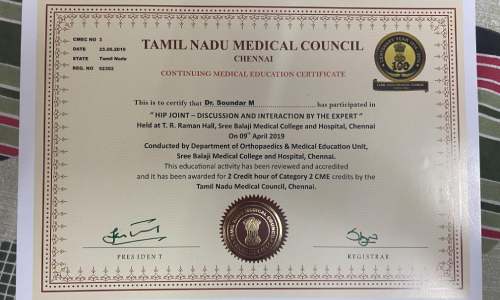 CMEC NO 3
DATE 23.08.2019
STATE Tamil Nadu
REG. NO 92302
TAMIL NADU MEDICAL COUNCIL
CHENNAI
CONTINUING MEDICAL EDUCATION CERTIFICATE
100
This is to certify that Dr. Soundar M has participated in
“ HIP JOINT – DISCUSSION AND INTERACTION BY THE EXPERT ”
Held at T. R. Raman Hall, Sree Balaji Medical College and Hospital, Chennai
On 09th April 2019
Conducted by Department of Orthopaedics & Medical Education Unit,
Sree Balaji Medical College and Hospital, Chennai.
This educational activity has been reviewed and accredited
and it has been awarded for 2 Credit hour of Category 2 CME credits by the
Tamil Nadu Medical Council, Chennai.
PRESIDENT
REGISTRAR